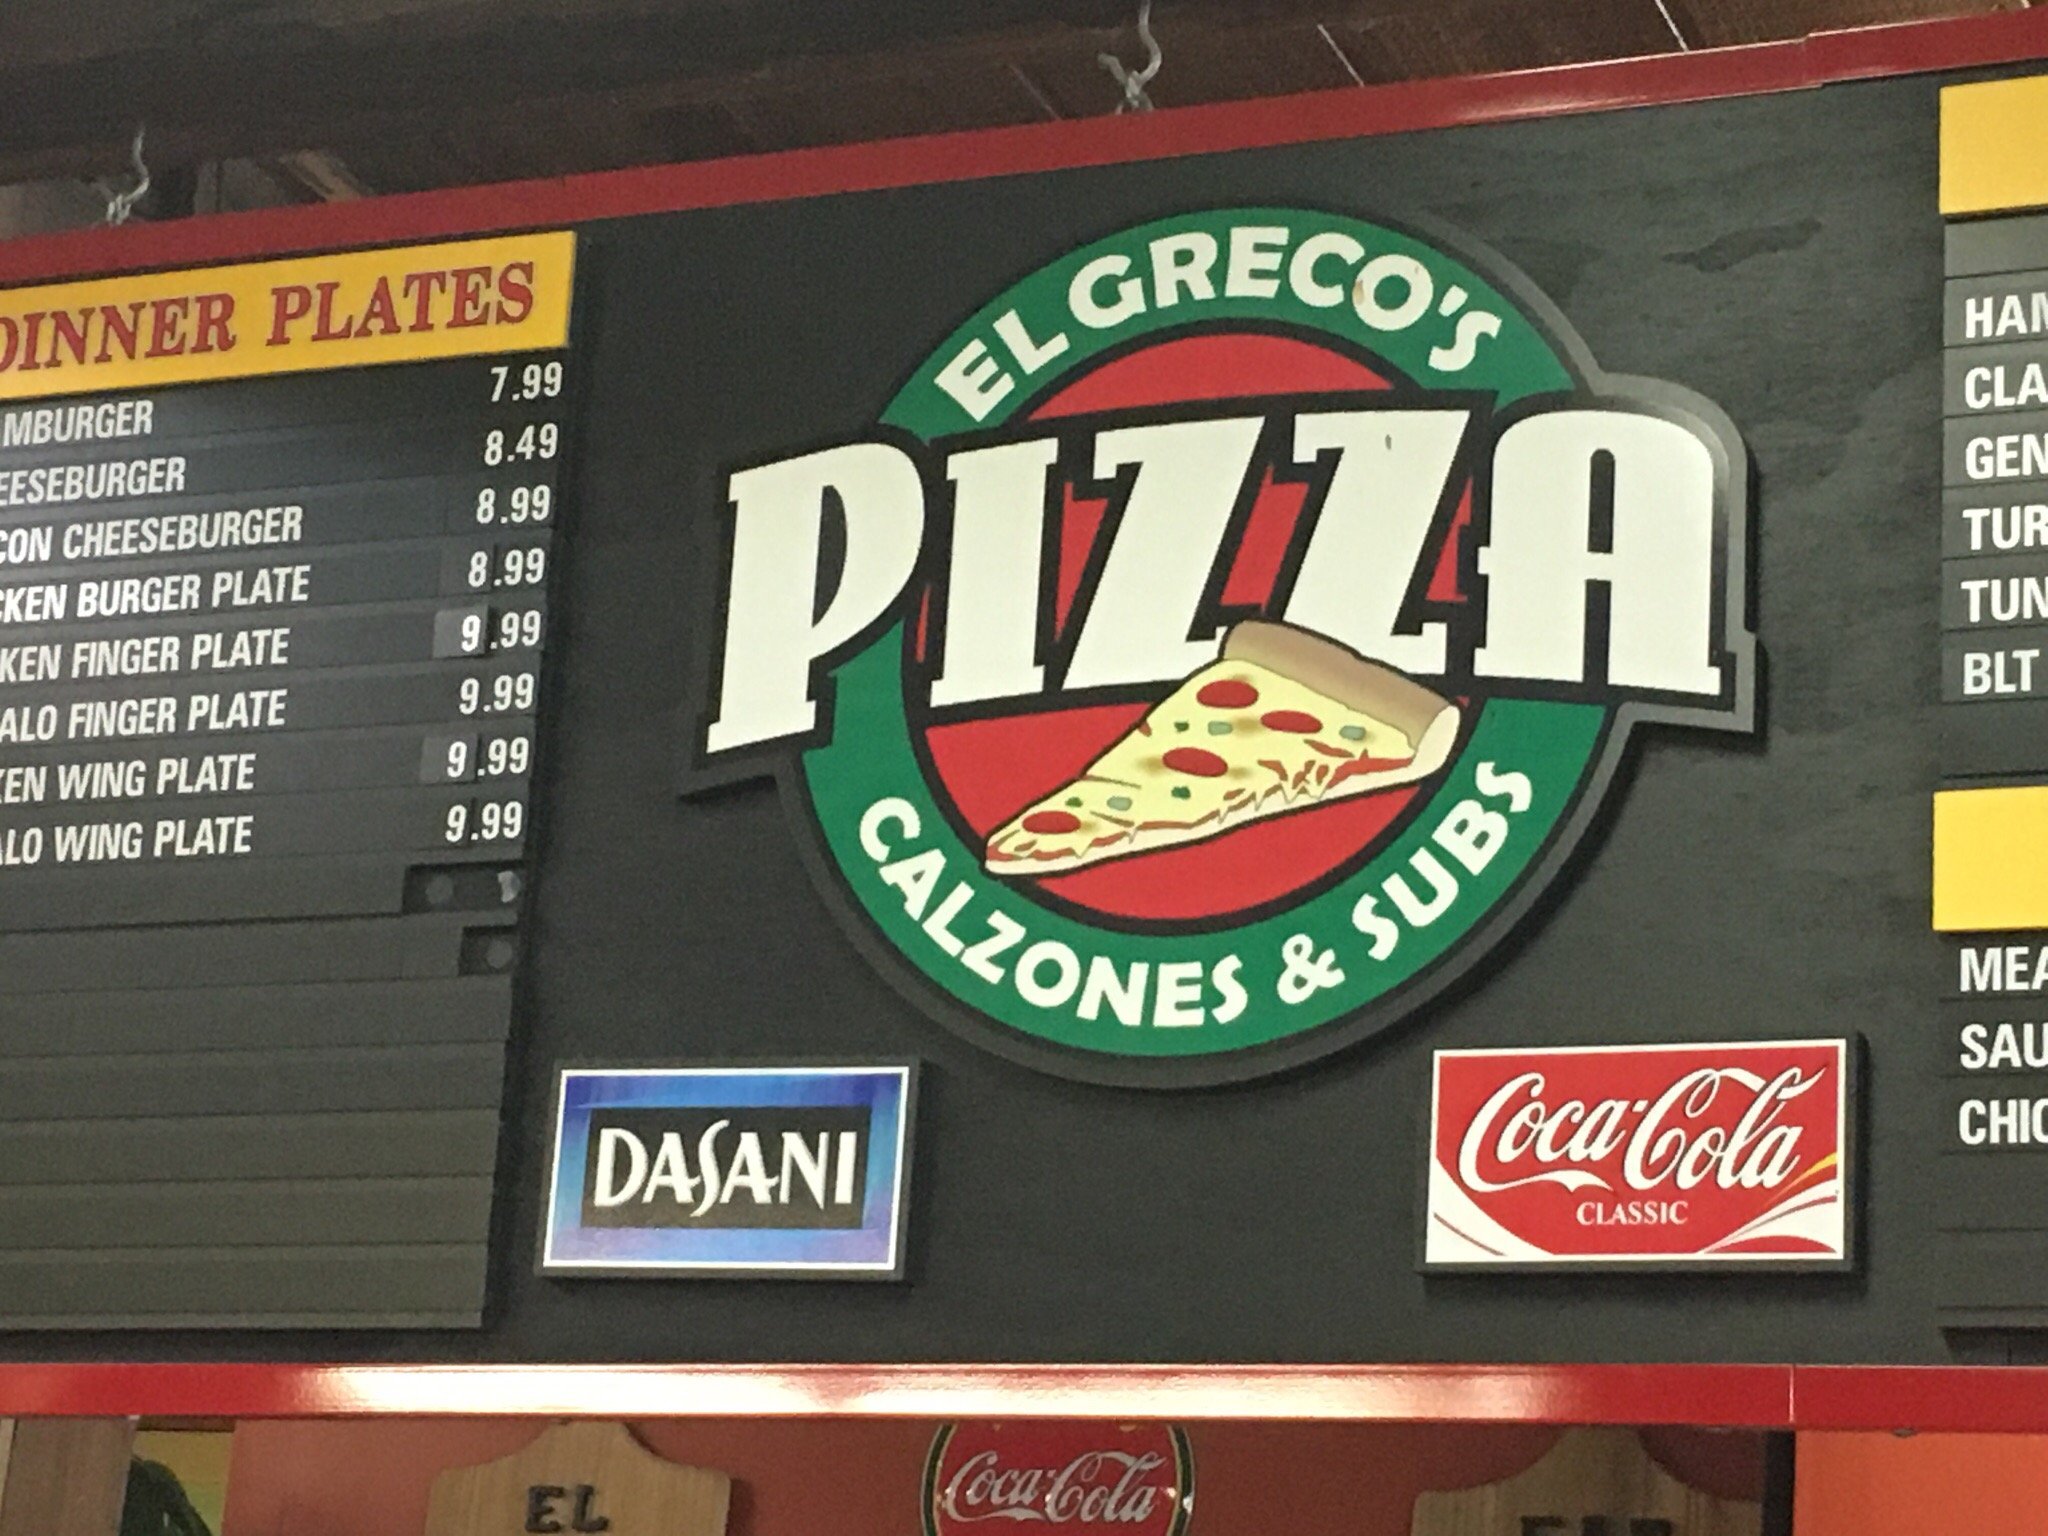 DINNER PLATES
MBURGER 7.99
EESEBURGER 8.49
CON CHEESEBURGER 8.99
CKEN BURGER PLATE 8.99
KEN FINGER PLATE 9.99
ALO FINGER PLATE 9.99
KEN WING PLATE 9.99
ALO WING PLATE 9.99
EL GRECO'S
PIZZA
CALZONES & SUBS
DASANI
Coca-Cola
CLASSIC
HAM
CLA
GEN
TUR
TUN
BLT
MEA
SAU
CHIC
EL
Coca-Cola